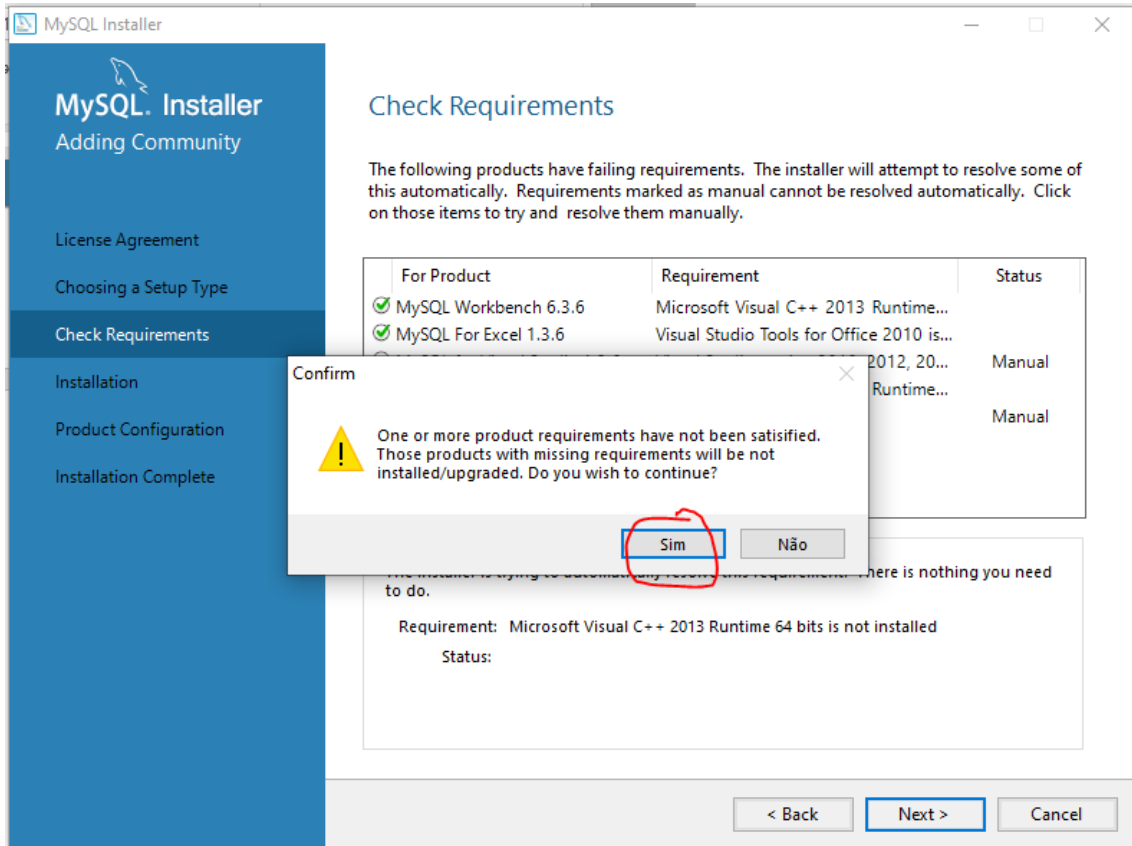 MySQL Installer
MySQL. Installer
Adding Community
License Agreement
Choosing a Setup Type
Check Requirements
Installation
Product Configuration
Installation Complete
Check Requirements
The following products have failing requirements. The installer will attempt to resolve some of
this automatically. Requirements marked as manual cannot be resolved automatically. Click
on those items to try and resolve them manually.
For Product Requirement Status
MySQL Workbench 6.3.6 Microsoft Visual C++ 2013 Runtime...
MySQL For Excel 1.3.6 Visual Studio Tools for Office 2010 is...
2012, 20... Manual
Runtime...
Manual
Confirm
One or more product requirements have not been satisified.
Those products with missing requirements will be not
installed/upgraded. Do you wish to continue?
Sim Não
There is nothing you need
to do.
Requirement: Microsoft Visual C++ 2013 Runtime 64 bits is not installed
Status:
< Back Next > Cancel